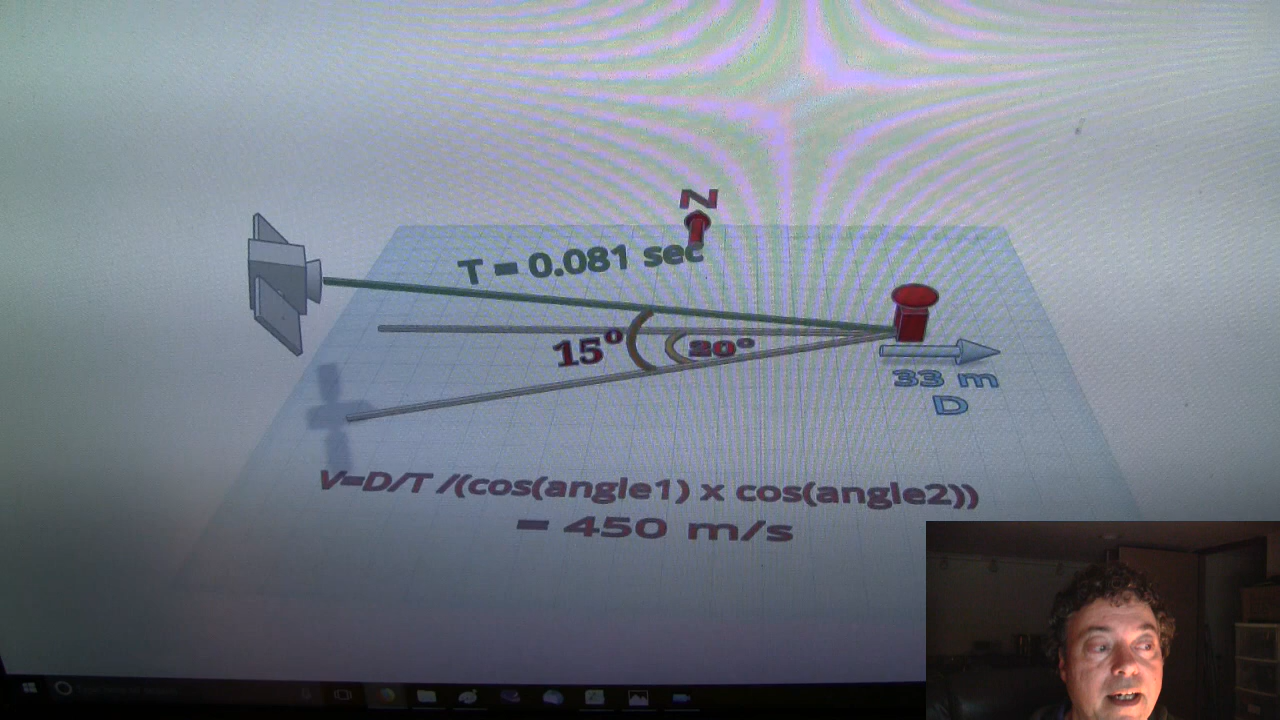 N
T = 0.081 sec
15°
20°
33 m
D
V=D/T /(cos(angle1) x cos(angle2))
= 450 m/s